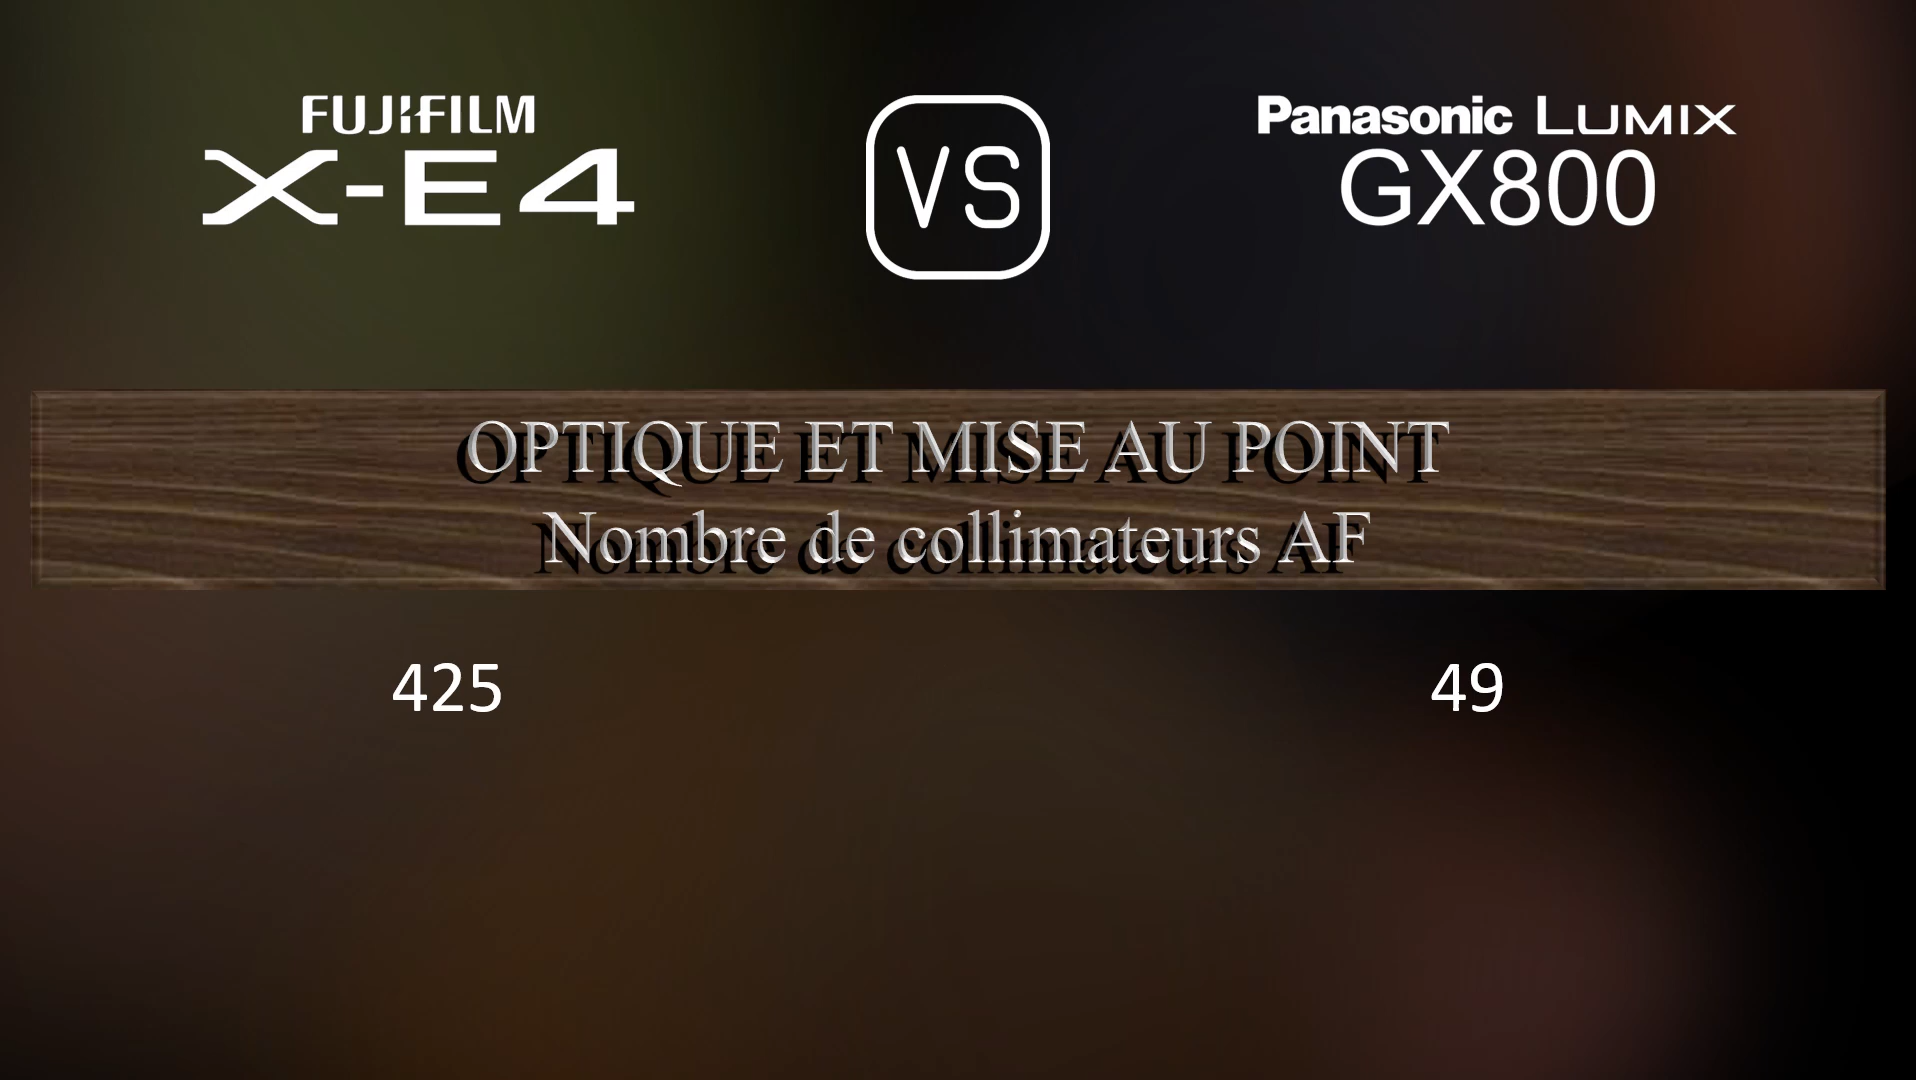 FUJIFILM
X-E4
VS
Panasonic LUMIX
GX800
OPTIQUE ET MISE AU POINT
Nombre de collimateurs AF
425
49